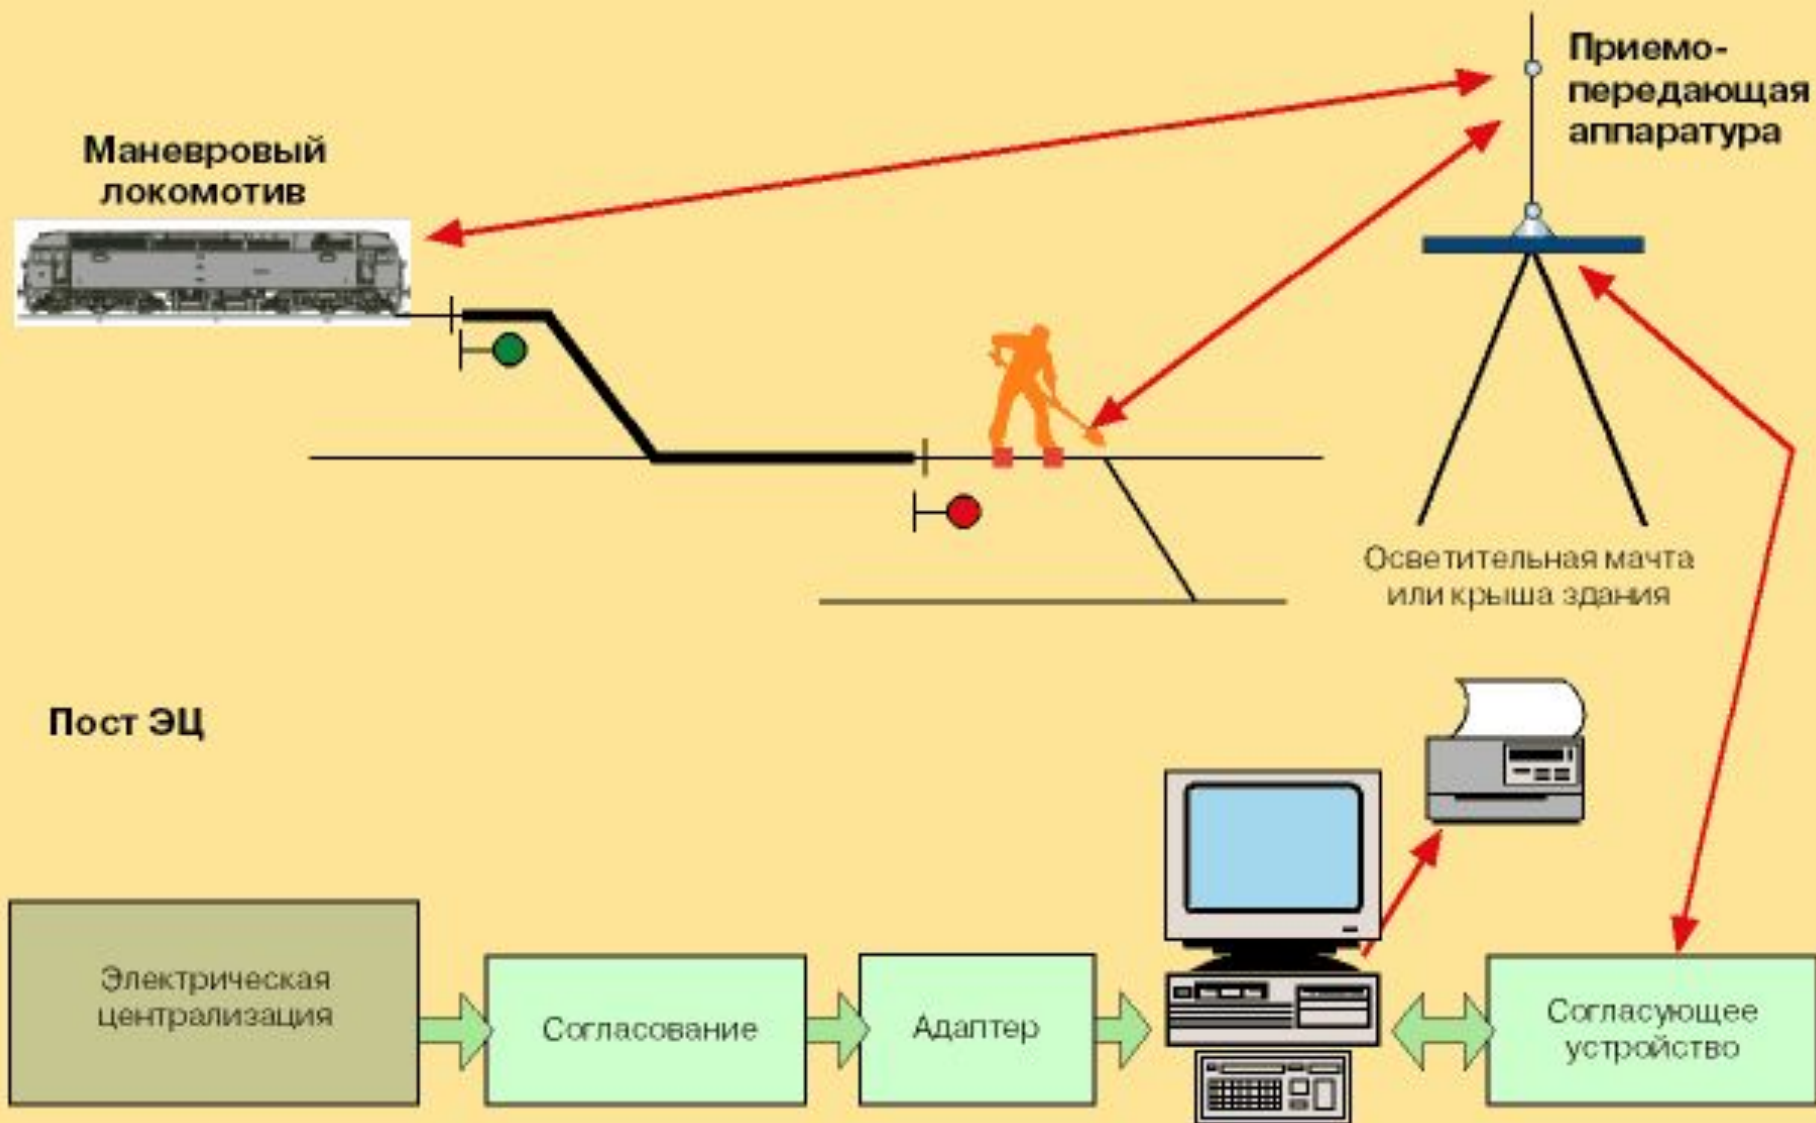 Приемо-
передающая
аппаратура
Маневровый
локомотив
Осветительная мачта
или крыша здания
Пост ЭЦ
Электрическая
централизация
Согласование
Адаптер
Согласующее
устройство